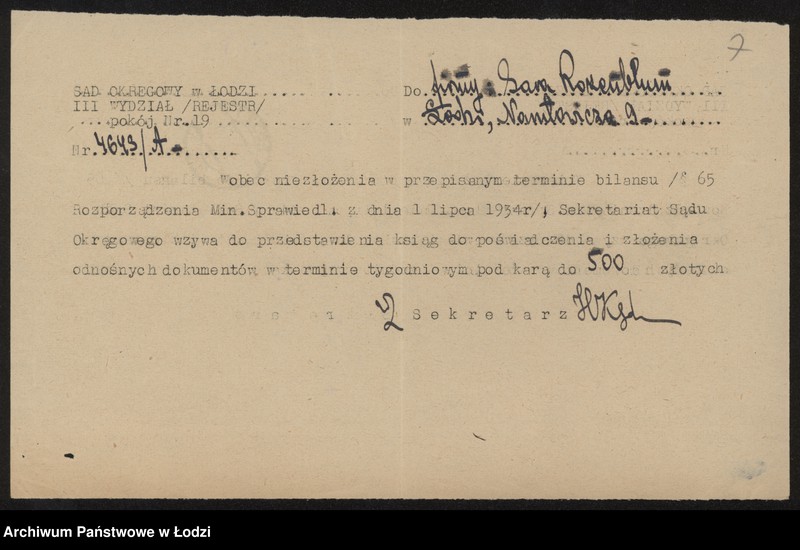 7
SĄD OKRĘGOWY w ŁODZI
III WYDZIAŁ /REJESTR/
pokój Nr. 19
Nr. 4643/A-
Do firmy Sara Rozenblum
w Łodzi, Narutowicza 9-
Wobec niezłożenia w przepisanym terminie bilansu /§ 65
Rozporządzenia Min.Sprawiedl. z dnia 1 lipca 1934r/, Sekretariat Sądu
Okręgowego wzywa do przedstawienia ksiąg do poświadczenia i złożenia
odnośnych dokumentów w terminie tygodniowym pod karą do 500 złotych
Sekretarz
Archiwum Państwowe w Łodzi